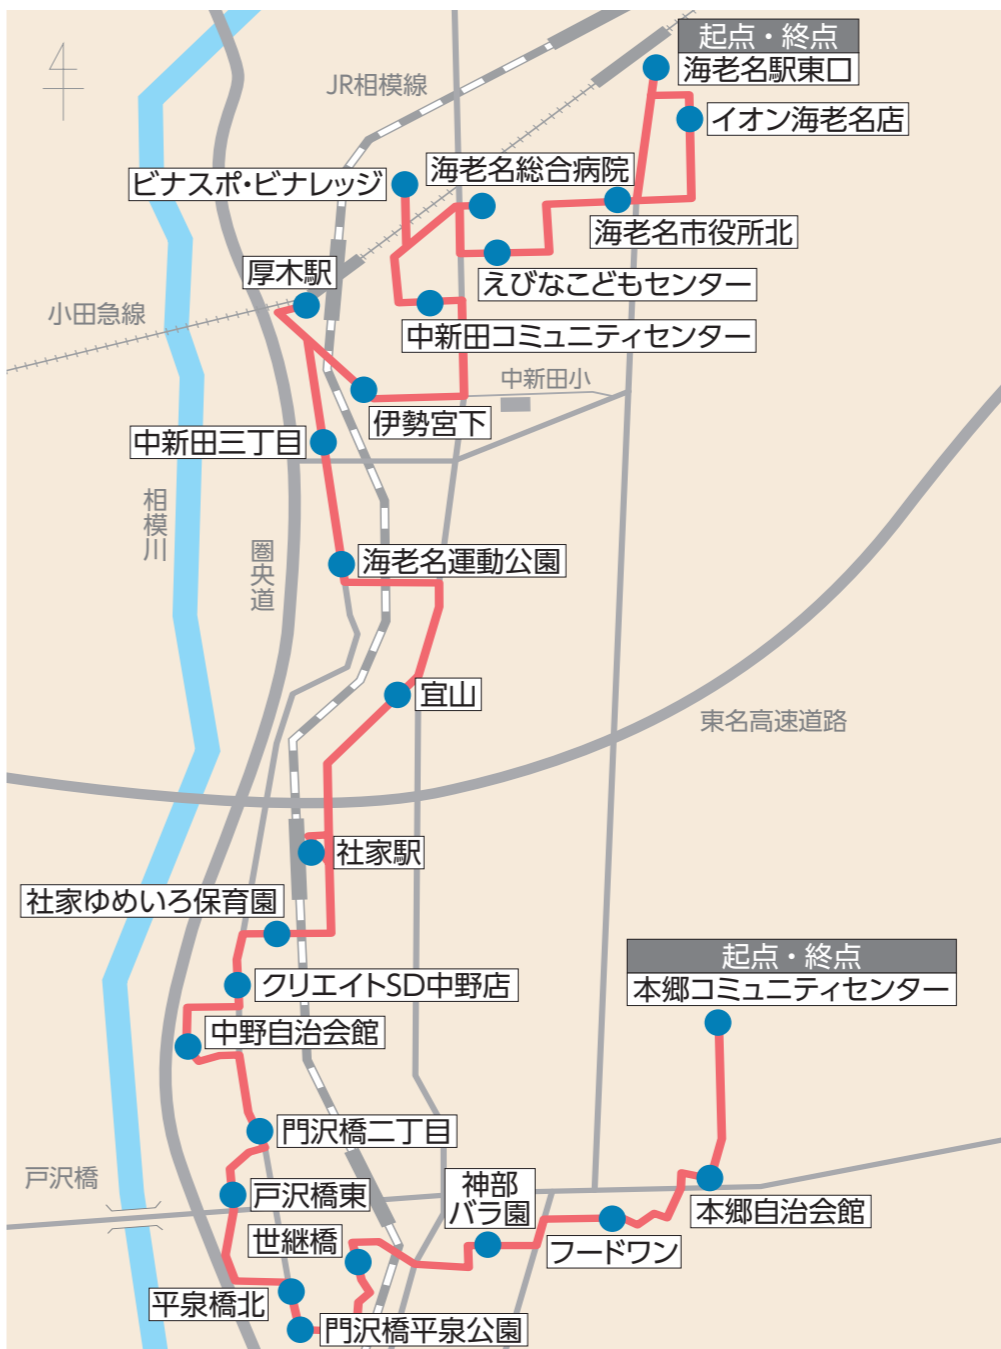 起点・終点
海老名駅東口
JR相模線
イオン海老名店
海老名総合病院
ビナスポ・ビナレッジ
海老名市役所北
えびなこどもセンター
厚木駅
小田急線
中新田コミュニティセンター
中新田小
伊勢宮下
中新田三丁目
相模川
圏央道
海老名運動公園
宜山
東名高速道路
社家駅
社家ゆめいろ保育園
起点・終点
本郷コミュニティセンター
クリエイトSD中野店
中野自治会館
門沢橋二丁目
戸沢橋
戸沢橋東
神部
バラ園
本郷自治会館
世継橋
フードワン
平泉橋北
門沢橋平泉公園